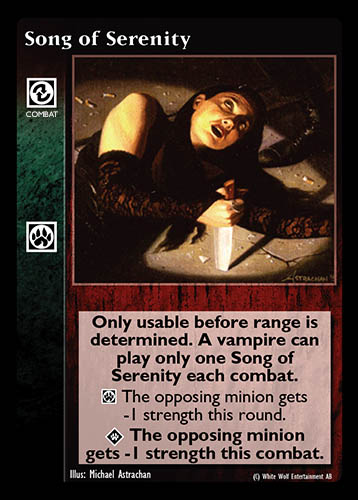 Song of Serenity
COMBAT
ASTRACHAN
Only usable before range is
determined. A vampire can
play only one Song of
Serenity each combat.
The opposing minion gets
-1 strength this round.
The opposing minion
gets -1 strength this combat.
Illus: Michael Astrachan
(C) White Wolf Entertainment AB